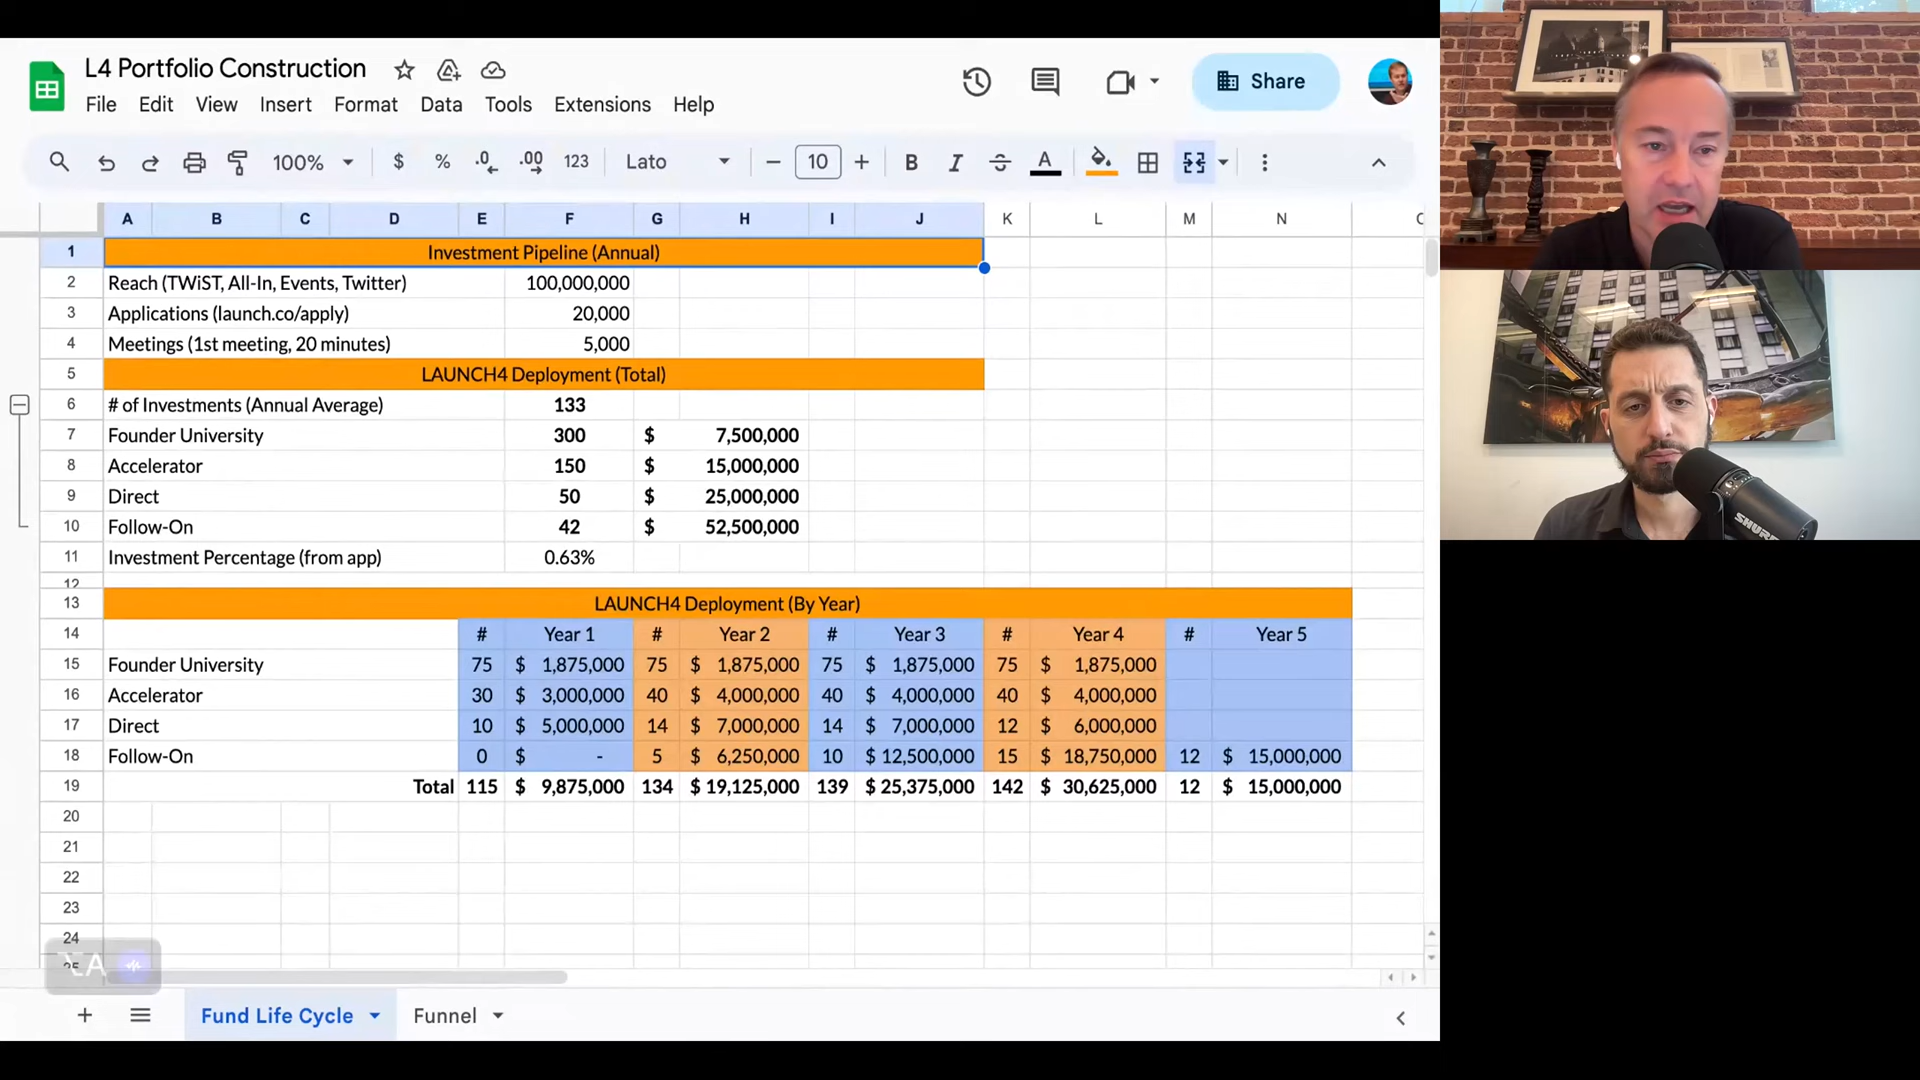 L4 Portfolio Construction
File Edit View Insert Format Data Tools Extensions Help
Share
100% $ % .0 .00 123 Lato 10 B I A
A B C D E F G H I J K L M N
1 Investment Pipeline (Annual)
2 Reach (TWiST, All-In, Events, Twitter) 100,000,000
3 Applications (launch.co/apply) 20,000
4 Meetings (1st meeting, 20 minutes) 5,000
5 LAUNCH4 Deployment (Total)
6 # of Investments (Annual Average) 133
7 Founder University 300 $ 7,500,000
8 Accelerator 150 $ 15,000,000
9 Direct 50 $ 25,000,000
10 Follow-On 42 $ 52,500,000
11 Investment Percentage (from app) 0.63%
12
13 LAUNCH4 Deployment (By Year)
14 # Year 1 # Year 2 # Year 3 # Year 4 # Year 5
15 Founder University 75 $ 1,875,000 75 $ 1,875,000 75 $ 1,875,000 75 $ 1,875,000
16 Accelerator 30 $ 3,000,000 40 $ 4,000,000 40 $ 4,000,000 40 $ 4,000,000
17 Direct 10 $ 5,000,000 14 $ 7,000,000 14 $ 7,000,000 12 $ 6,000,000
18 Follow-On 0 $ - 5 $ 6,250,000 10 $ 12,500,000 15 $ 18,750,000 12 $ 15,000,000
19 Total 115 $ 9,875,000 134 $ 19,125,000 139 $ 25,375,000 142 $ 30,625,000 12 $ 15,000,000
20
21
22
23
24
25
⌥A
Fund Life Cycle Funnel
SHURE